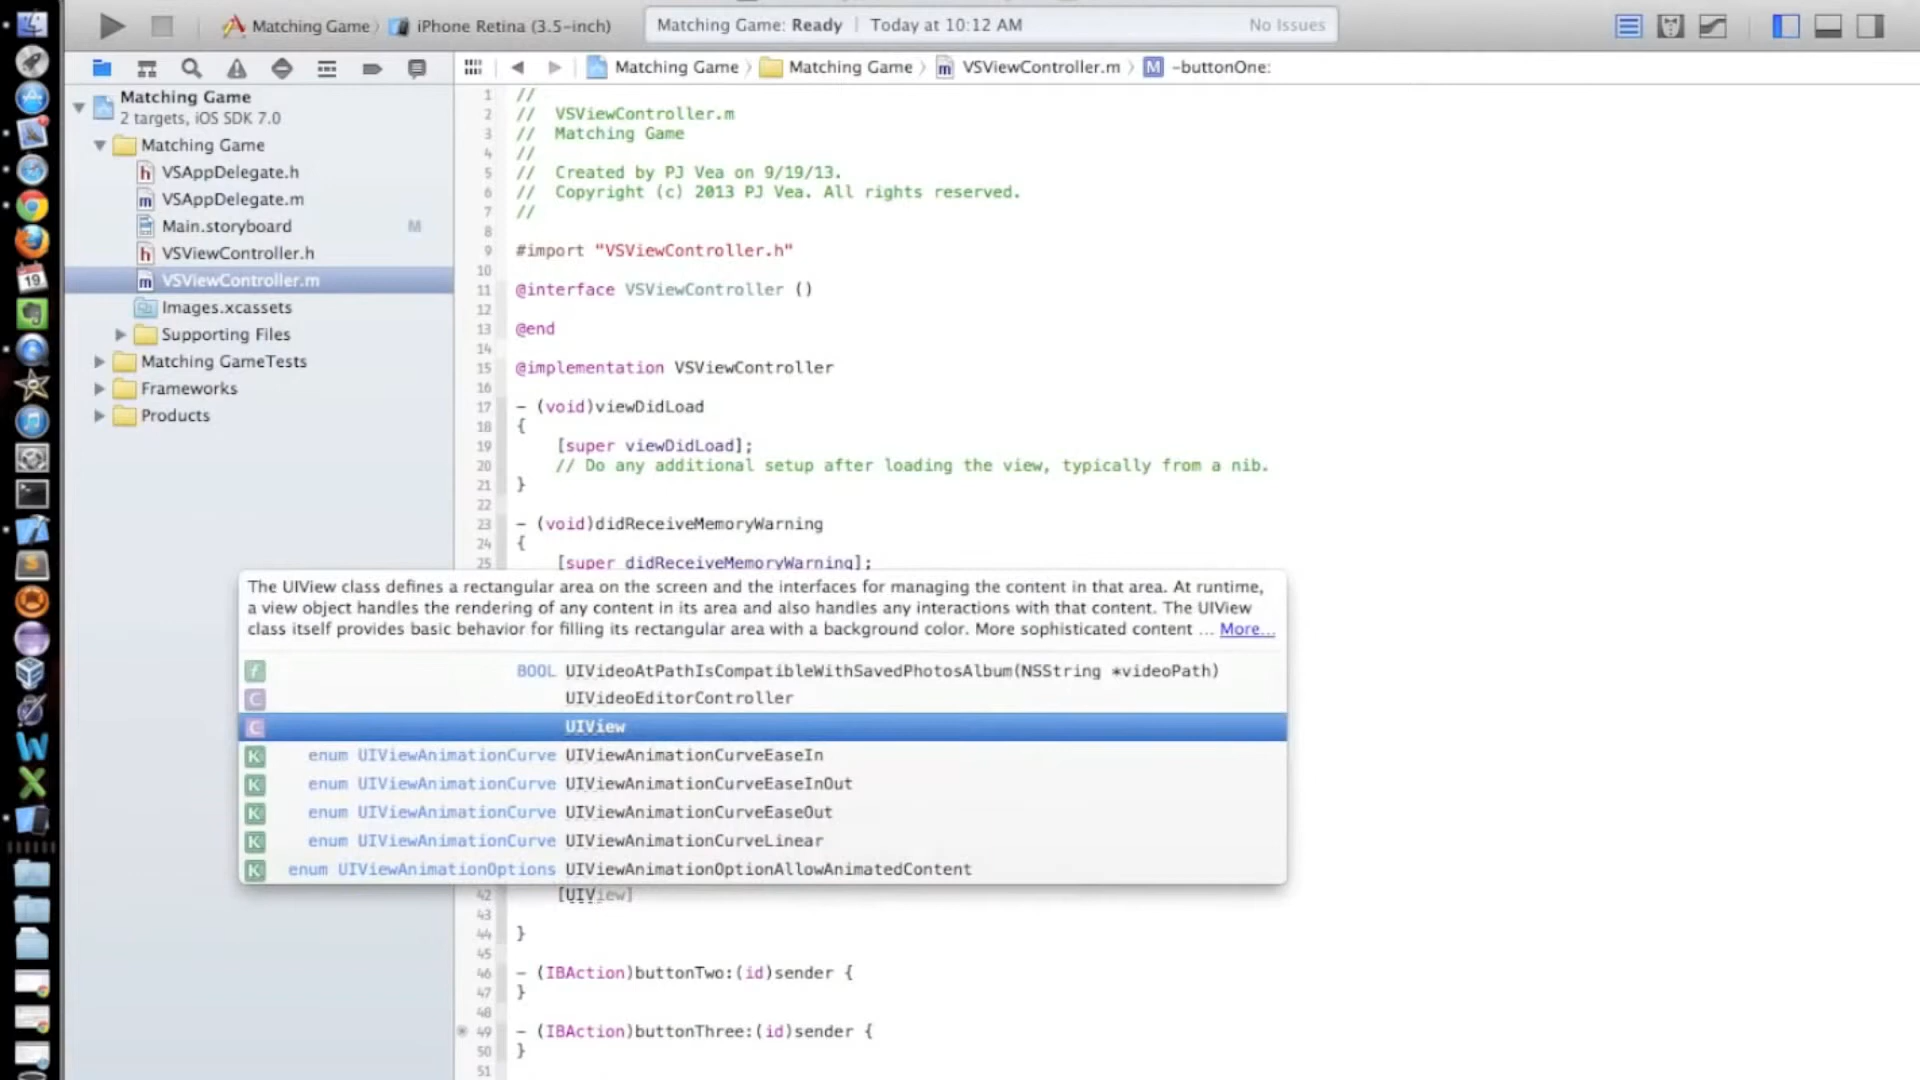 Matching Game
iPhone Retina (3.5-inch)
Matching Game: Ready
Today at 10:12 AM
No Issues
Matching Game
Matching Game
VSViewController.m
M
-buttonOne:
Matching Game
2 targets, iOS SDK 7.0
Matching Game
h VSAppDelegate.h
m VSAppDelegate.m
Main.storyboard M
h VSViewController.h
m VSViewController.m
Images.xcassets
Supporting Files
Matching GameTests
Frameworks
Products
1 //
2 // VSViewController.m
3 // Matching Game
4 //
5 // Created by PJ Vea on 9/19/13.
6 // Copyright (c) 2013 PJ Vea. All rights reserved.
7 //
8
9 #import "VSViewController.h"
10
11 @interface VSViewController ()
12
13 @end
14
15 @implementation VSViewController
16
17 - (void)viewDidLoad
18 {
19 [super viewDidLoad];
20 // Do any additional setup after loading the view, typically from a nib.
21 }
22
23 - (void)didReceiveMemoryWarning
24 {
25 [super didReceiveMemoryWarning];
The UIView class defines a rectangular area on the screen and the interfaces for managing the content in that area. At runtime,
a view object handles the rendering of any content in its area and also handles any interactions with that content. The UIView
class itself provides basic behavior for filling its rectangular area with a background color. More sophisticated content ... More...
f BOOL UIVideoAtPathIsCompatibleWithSavedPhotosAlbum(NSString *videoPath)
C UIVideoEditorController
C UIView
K enum UIViewAnimationCurve UIViewAnimationCurveEaseIn
K enum UIViewAnimationCurve UIViewAnimationCurveEaseInOut
K enum UIViewAnimationCurve UIViewAnimationCurveEaseOut
K enum UIViewAnimationCurve UIViewAnimationCurveLinear
K enum UIViewAnimationOptions UIViewAnimationOptionAllowAnimatedContent
42 [UIView]
43
44 }
45
46 - (IBAction)buttonTwo:(id)sender {
47 }
48
49 - (IBAction)buttonThree:(id)sender {
50 }
51
19